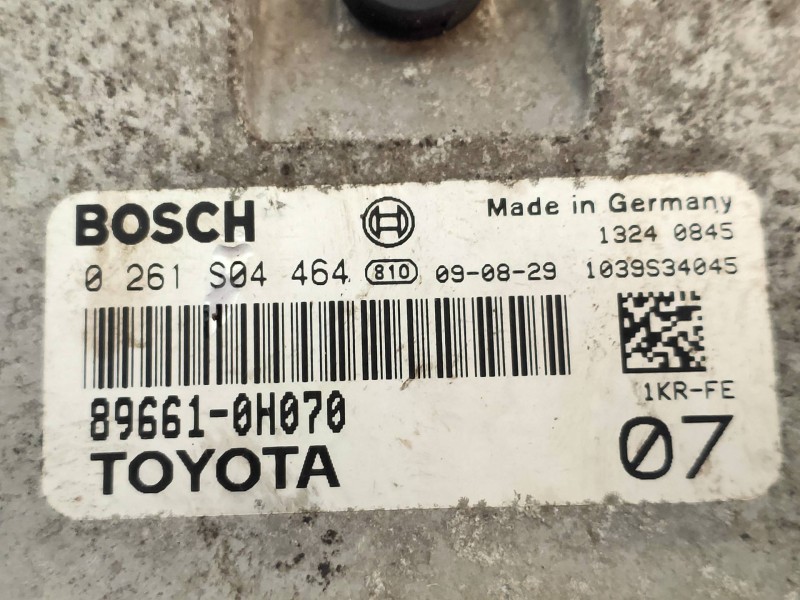 BOSCH Made in Germany
1324 0845
0 261 S04 464 810 09-08-29 1039S34045
1KR-FE
89661-0H070
TOYOTA 07